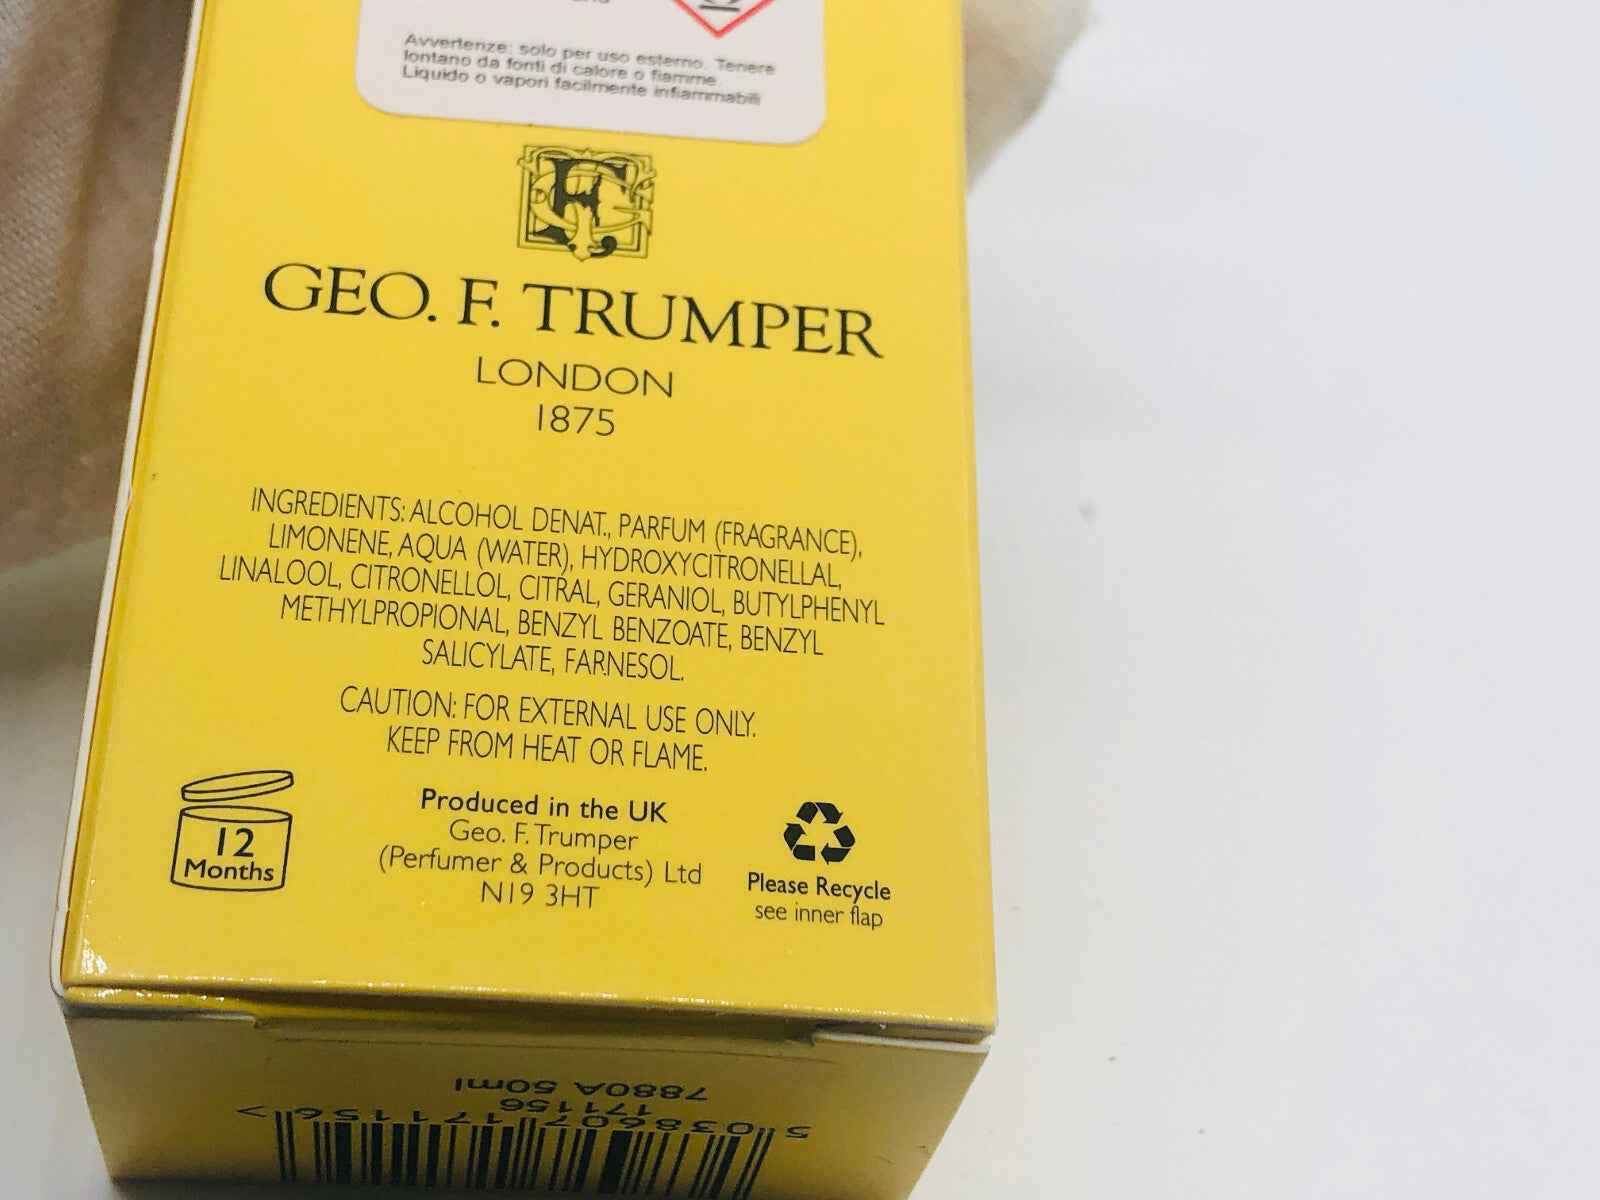 Avvertenze: solo per uso esterno. Tenere
lontano da fonti di calore o fiamme
Liquido o vapori facilmente infiammabili
GEO. F. TRUMPER
LONDON
1875
INGREDIENTS: ALCOHOL DENAT., PARFUM (FRAGRANCE),
LIMONENE, AQUA (WATER), HYDROXYCITRONELLAL,
LINALOOL, CITRONELLOL, CITRAL, GERANIOL, BUTYLPHENYL
METHYLPROPIONAL, BENZYL BENZOATE, BENZYL
SALICYLATE, FARNESOL.
CAUTION: FOR EXTERNAL USE ONLY.
KEEP FROM HEAT OR FLAME.
12
Months
Produced in the UK
Geo. F. Trumper
(Perfumer & Products) Ltd
N19 3HT
Please Recycle
see inner flap
7880A 50ml
171156
5 038607 171156 >